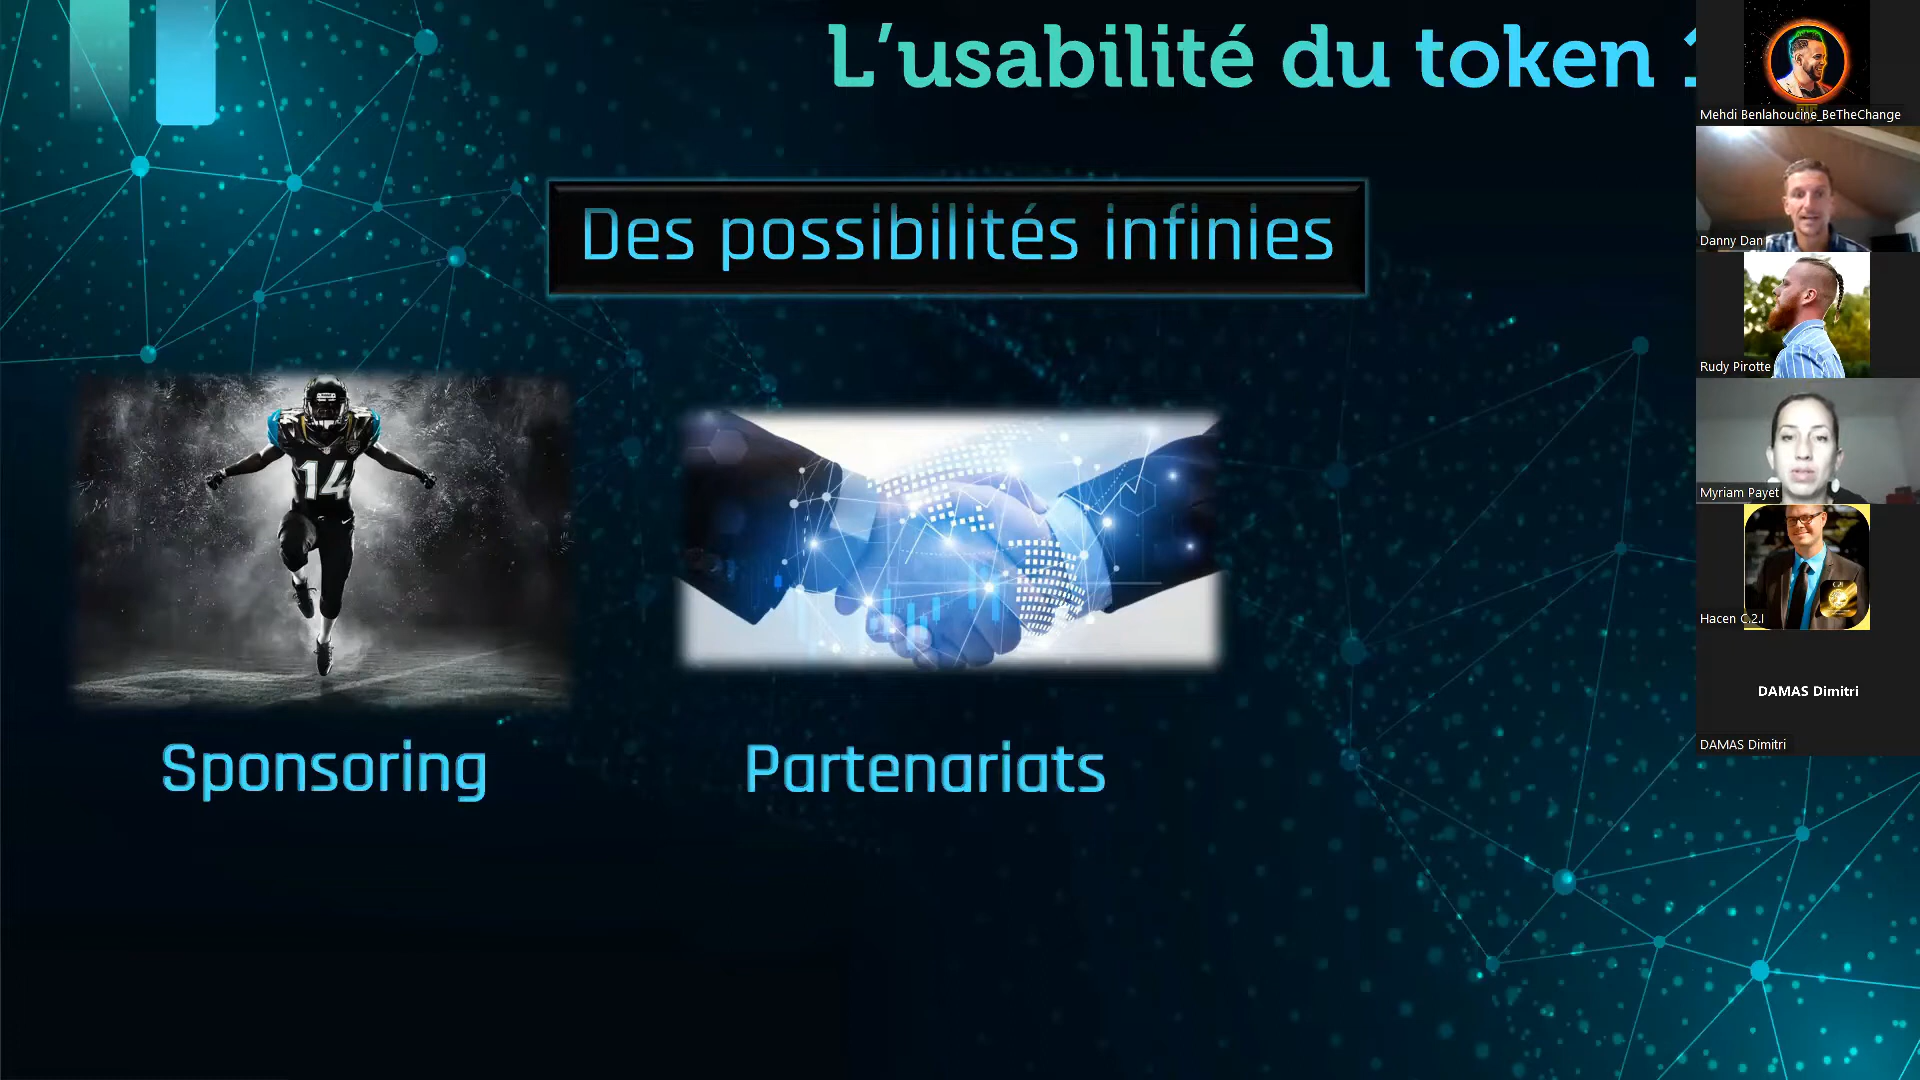 L'usabilité du token
Des possibilités infinies
14
Sponsoring
Partenariats
Mehdi Benlahoucine_BeTheChange
Danny Dan
Rudy Pirotte
Myriam Payet
Hacen C.2.I
DAMAS Dimitri
DAMAS Dimitri